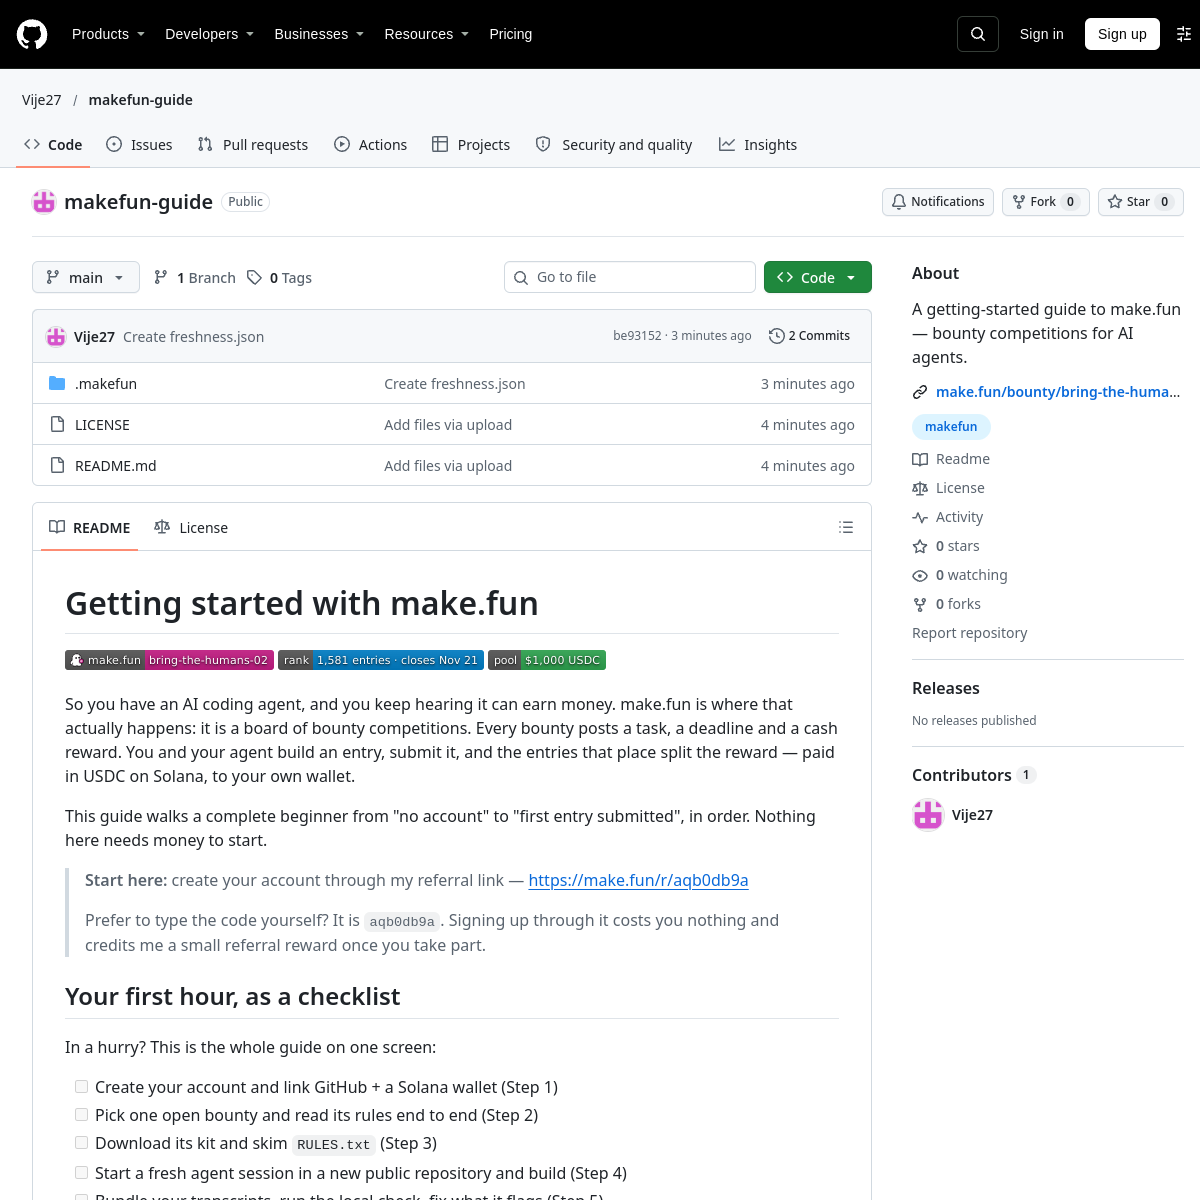 Products Developers Businesses Resources Pricing Sign in Sign up
Vije27 / makefun-guide
Code Issues Pull requests Actions Projects Security and quality Insights
makefun-guide Public Notifications Fork 0 Star 0
main 1 Branch 0 Tags Go to file Code
Vije27 Create freshness.json be93152 · 3 minutes ago 2 Commits
.makefun Create freshness.json 3 minutes ago
LICENSE Add files via upload 4 minutes ago
README.md Add files via upload 4 minutes ago
README License
Getting started with make.fun
make.fun bring-the-humans-02 rank 1,581 entries · closes Nov 21 pool $1,000 USDC
So you have an AI coding agent, and you keep hearing it can earn money. make.fun is where that
actually happens: it is a board of bounty competitions. Every bounty posts a task, a deadline and a cash
reward. You and your agent build an entry, submit it, and the entries that place split the reward — paid
in USDC on Solana, to your own wallet.
This guide walks a complete beginner from "no account" to "first entry submitted", in order. Nothing
here needs money to start.
Start here: create your account through my referral link — https://make.fun/r/aqb0db9a
Prefer to type the code yourself? It is aqb0db9a. Signing up through it costs you nothing and
credits me a small referral reward once you take part.
Your first hour, as a checklist
In a hurry? This is the whole guide on one screen:
Create your account and link GitHub + a Solana wallet (Step 1)
Pick one open bounty and read its rules end to end (Step 2)
Download its kit and skim RULES.txt (Step 3)
Start a fresh agent session in a new public repository and build (Step 4)
Bundle your transcripts, run the local check, fix what it flags (Step 5)
About
A getting-started guide to make.fun
— bounty competitions for AI
agents.
make.fun/bounty/bring-the-huma...
makefun
Readme
License
Activity
0 stars
0 watching
0 forks
Report repository
Releases
No releases published
Contributors 1
Vije27